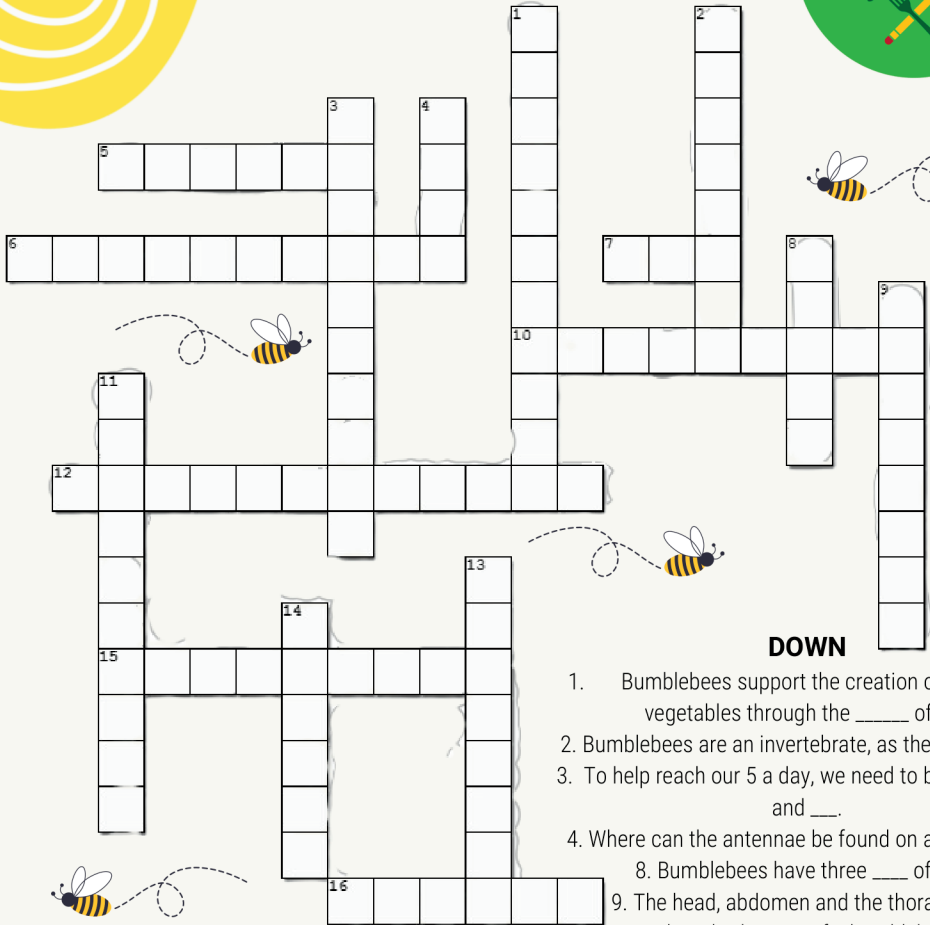 1 2
3 4
5
6 7 8
9
10
11
12
13
14
15
16
DOWN
1. Bumblebees support the creation
vegetables through the ______ of
2. Bumblebees are an invertebrate, as the
3. To help reach our 5 a day, we need to b
and ___.
4. Where can the antennae be found on a
8. Bumblebees have three ____ of
9. The head, abdomen and the thora